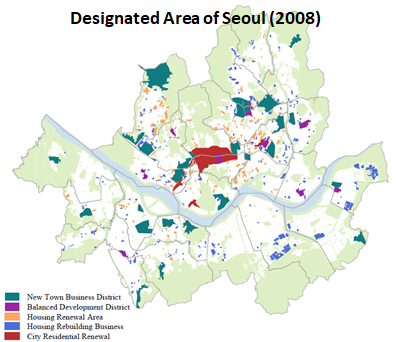 Designated Area of Seoul (2008)
New Town Business District
Balanced Development District
Housing Renewal Area
Housing Rebuilding Business
City Residential Renewal